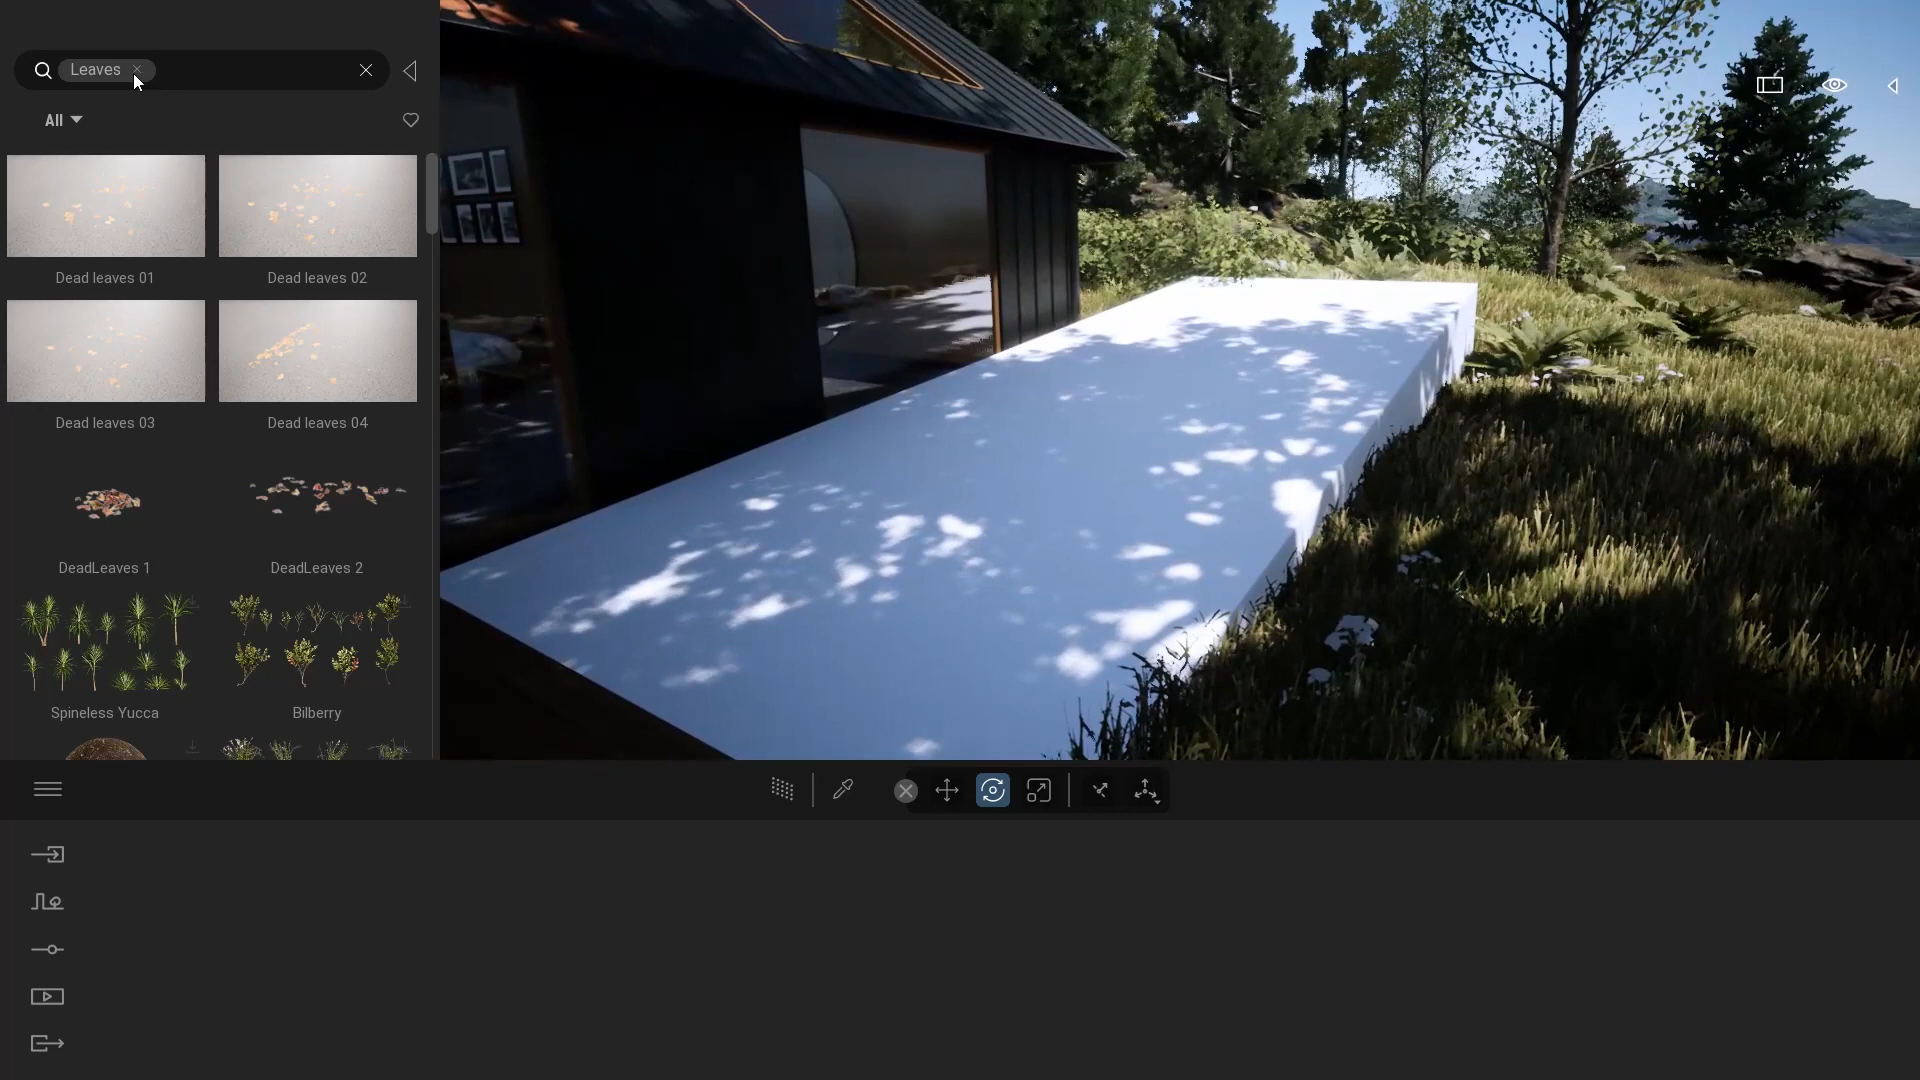 Leaves
All
Dead leaves 01
Dead leaves 02
Dead leaves 03
Dead leaves 04
DeadLeaves 1
DeadLeaves 2
Spineless Yucca
Bilberry